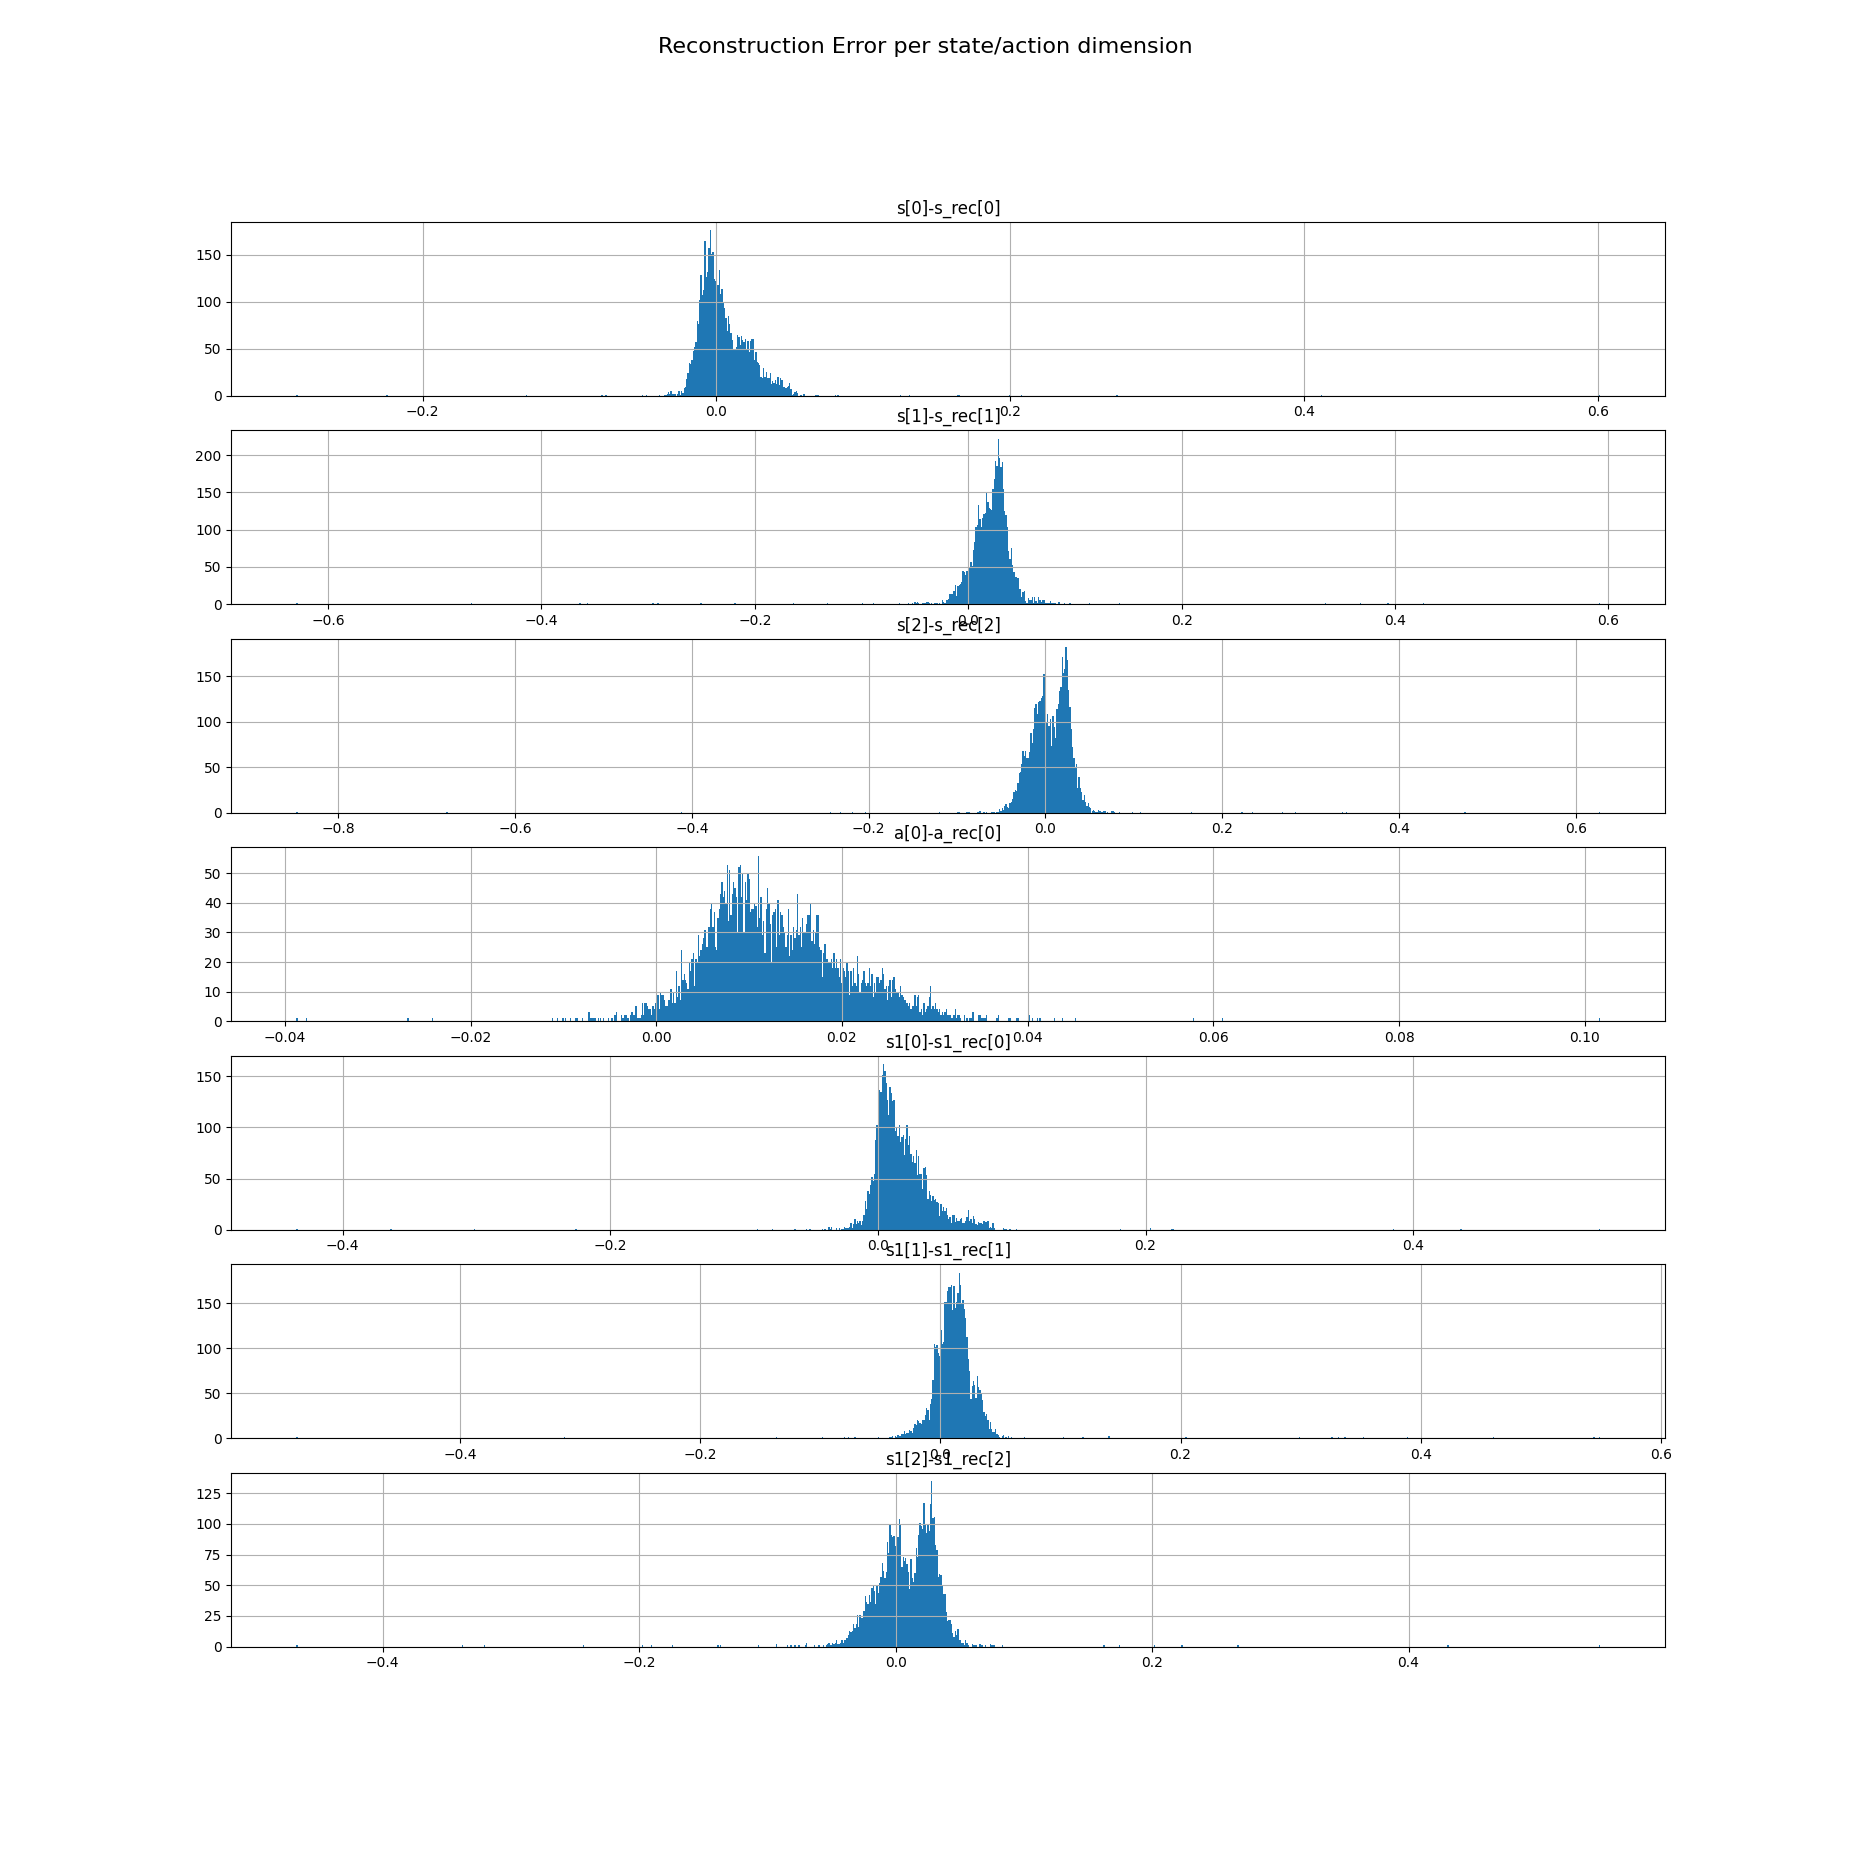 Reconstruction Error per state/action dimension
s[0]-s_rec[0]
150
100
50
0
−0.2 0.0 0.2 0.4 0.6
s[1]-s_rec[1]
200
150
100
50
0
−0.6 −0.4 −0.2 0.0 0.2 0.4 0.6
s[2]-s_rec[2]
150
100
50
0
−0.8 −0.6 −0.4 −0.2 0.0 0.2 0.4 0.6
a[0]-a_rec[0]
50
40
30
20
10
0
−0.04 −0.02 0.00 0.02 0.04 0.06 0.08 0.10
s1[0]-s1_rec[0]
150
100
50
0
−0.4 −0.2 0.0 0.2 0.4
s1[1]-s1_rec[1]
150
100
50
0
−0.4 −0.2 0.0 0.2 0.4 0.6
s1[2]-s1_rec[2]
125
100
75
50
25
0
−0.4 −0.2 0.0 0.2 0.4